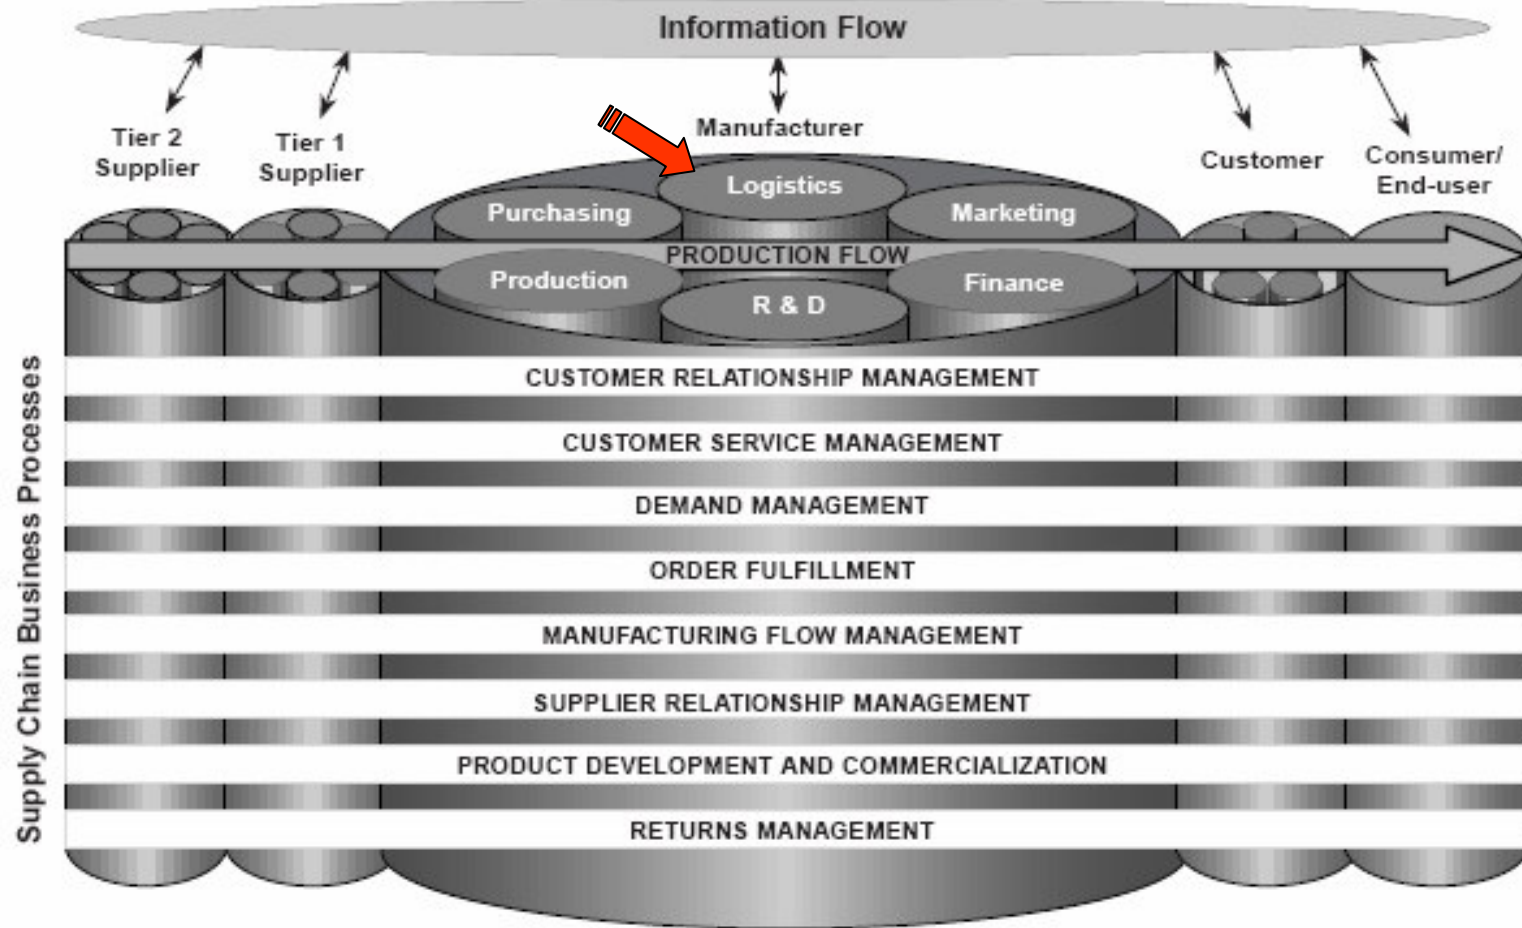 Information Flow
Tier 2
Supplier
Tier 1
Supplier
Manufacturer
Customer
Consumer/
End-user
Logistics
Purchasing
Marketing
PRODUCTION FLOW
Production
Finance
R & D
Supply Chain Business Processes
CUSTOMER RELATIONSHIP MANAGEMENT
CUSTOMER SERVICE MANAGEMENT
DEMAND MANAGEMENT
ORDER FULFILLMENT
MANUFACTURING FLOW MANAGEMENT
SUPPLIER RELATIONSHIP MANAGEMENT
PRODUCT DEVELOPMENT AND COMMERCIALIZATION
RETURNS MANAGEMENT